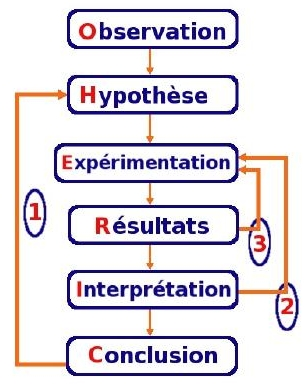 Observation
Hypothèse
Expérimentation
1
Résultats
3
Interprétation
2
Conclusion